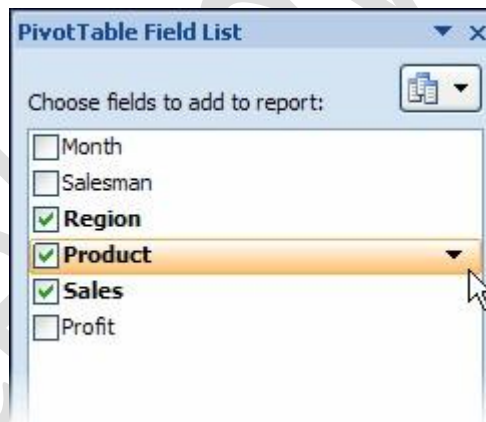 PivotTable Field List
Choose fields to add to report:
Month
Salesman
Region
Product
Sales
Profit